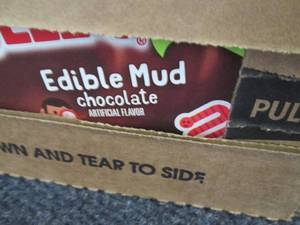 Edible Mud
chocolate
ARTIFICIAL FLAVOR
PUL
WN AND TEAR TO SIDE